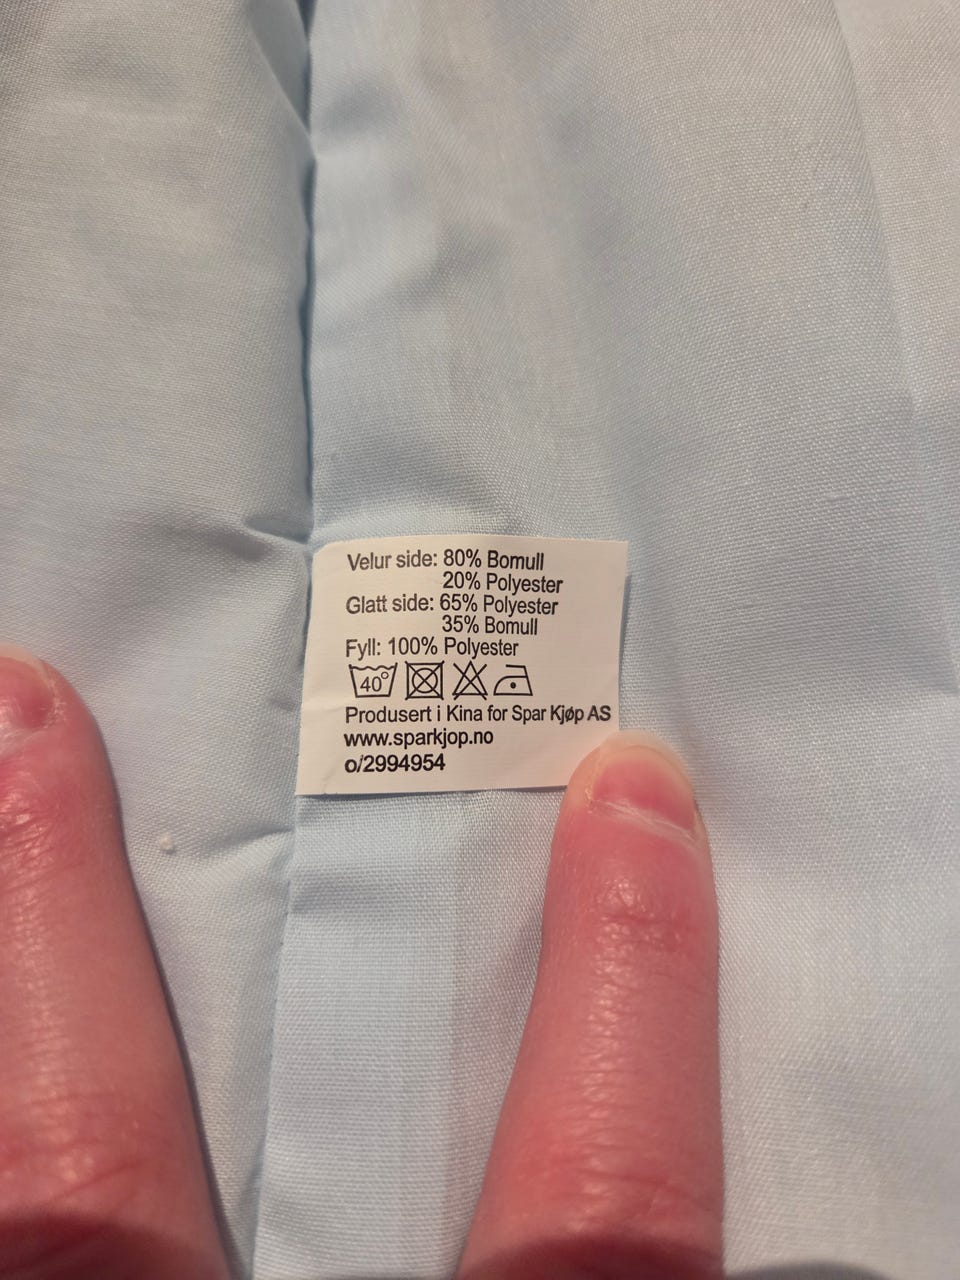 Velur side: 80% Bomull
20% Polyester
Glatt side: 65% Polyester
35% Bomull
Fyll: 100% Polyester
40°
Produsert i Kina for Spar Kjøp AS
www.sparkjop.no
o/2994954